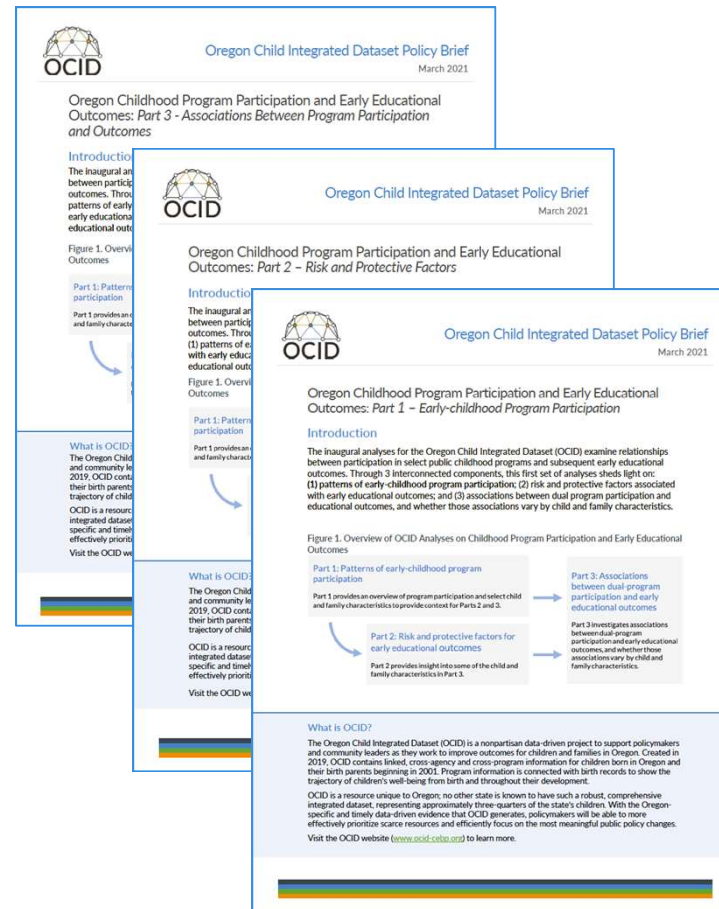 OCID
Oregon Child Integrated Dataset Policy Brief
March 2021
Oregon Childhood Program Participation and Early Educational
Outcomes: Part 3 - Associations Between Program Participation
and Outcomes
Introduction
The inaugural an
between particip
outcomes. Throu
patterns of early
early educationa
educational outc
Figure 1. Overvi
Outcomes
Part 1: Pattern
participation
Part 1 provides an o
and family characte
What is OCID?
The Oregon Child
and community le
2019, OCID conta
their birth parents
trajectory of child
OCID is a resourc
integrated dataset
specific and timely
effectively prioriti
Visit the OCID we
OCID
Oregon Child Integrated Dataset Policy Brief
March 2021
Oregon Childhood Program Participation and Early Educational
Outcomes: Part 2 – Risk and Protective Factors
Introductio
The inaugural an
between particip
outcomes. Throu
(1) patterns of ea
with early educa
educational outc
Figure 1. Overvi
Outcomes
Part 1: Pattern
participation
Part 1 provides an o
and family characte
What is OCID?
The Oregon Child
and community le
2019, OCID conta
their birth parents
trajectory of child
OCID is a resourc
integrated dataset
specific and timely
effectively prioriti
Visit the OCID we
OCID
Oregon Child Integrated Dataset Policy Brief
March 2021
Oregon Childhood Program Participation and Early Educational
Outcomes: Part 1 – Early-childhood Program Participation
Introduction
The inaugural analyses for the Oregon Child Integrated Dataset (OCID) examine relationships
between participation in select public childhood programs and subsequent early educational
outcomes. Through 3 interconnected components, this first set of analyses sheds light on:
(1) patterns of early-childhood program participation; (2) risk and protective factors associated
with early educational outcomes; and (3) associations between dual program participation and
educational outcomes, and whether those associations vary by child and family characteristics.
Figure 1. Overview of OCID Analyses on Childhood Program Participation and Early Educational
Outcomes
Part 1: Patterns of early-childhood program
participation
Part 1 provides an overview of program participation and select child
and family characteristics to provide context for Parts 2 and 3.
Part 2: Risk and protective factors for
early educational outcomes
Part 2 provides insight into some of the child and
family characteristics in Part 3.
Part 3: Associations
between dual-program
participation and early
educational outcomes
Part 3 investigates associations
between dual-program
participation and early educational
outcomes, and whether those
associations vary by child and
family characteristics.
What is OCID?
The Oregon Child Integrated Dataset (OCID) is a nonpartisan data-driven project to support policymakers
and community leaders as they work to improve outcomes for children and families in Oregon. Created in
2019, OCID contains linked, cross-agency and cross-program information for children born in Oregon and
their birth parents beginning in 2001. Program information is connected with birth records to show the
trajectory of children's well-being from birth and throughout their development.
OCID is a resource unique to Oregon; no other state is known to have such a robust, comprehensive
integrated dataset, representing approximately three-quarters of the state's children. With the Oregon-
specific and timely data-driven evidence that OCID generates, policymakers will be able to more
effectively prioritize scarce resources and efficiently focus on the most meaningful public policy changes.
Visit the OCID website (www.ocid-cebp.org) to learn more.